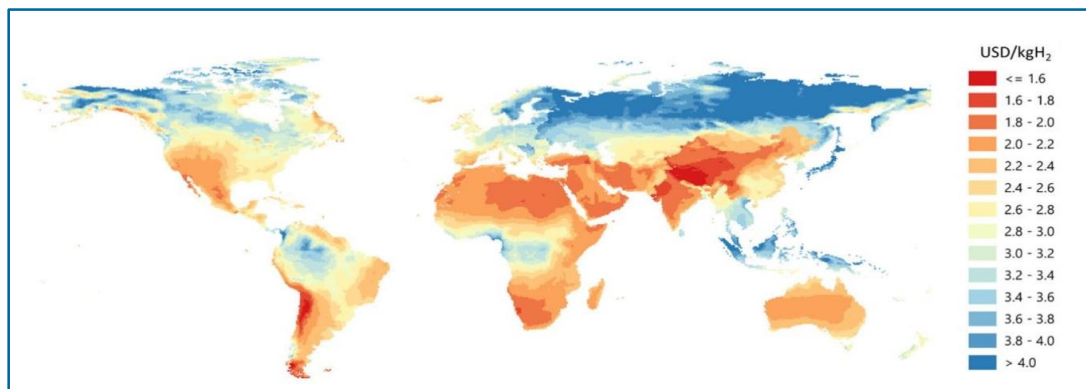 USD/kgH₂
<= 1.6
1.6 - 1.8
1.8 - 2.0
2.0 - 2.2
2.2 - 2.4
2.4 - 2.6
2.6 - 2.8
2.8 - 3.0
3.0 - 3.2
3.2 - 3.4
3.4 - 3.6
3.6 - 3.8
3.8 - 4.0
> 4.0